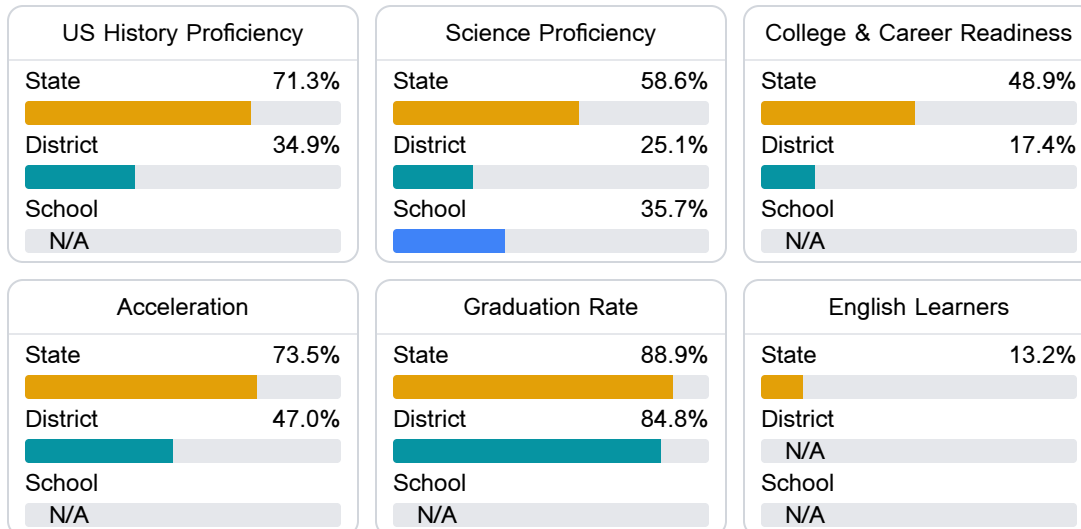 US History Proficiency
State 71.3%
District 34.9%
School
N/A
Science Proficiency
State 58.6%
District 25.1%
School 35.7%
College & Career Readiness
State 48.9%
District 17.4%
School
N/A
Acceleration
State 73.5%
District 47.0%
School
N/A
Graduation Rate
State 88.9%
District 84.8%
School
N/A
English Learners
State 13.2%
District
N/A
School
N/A